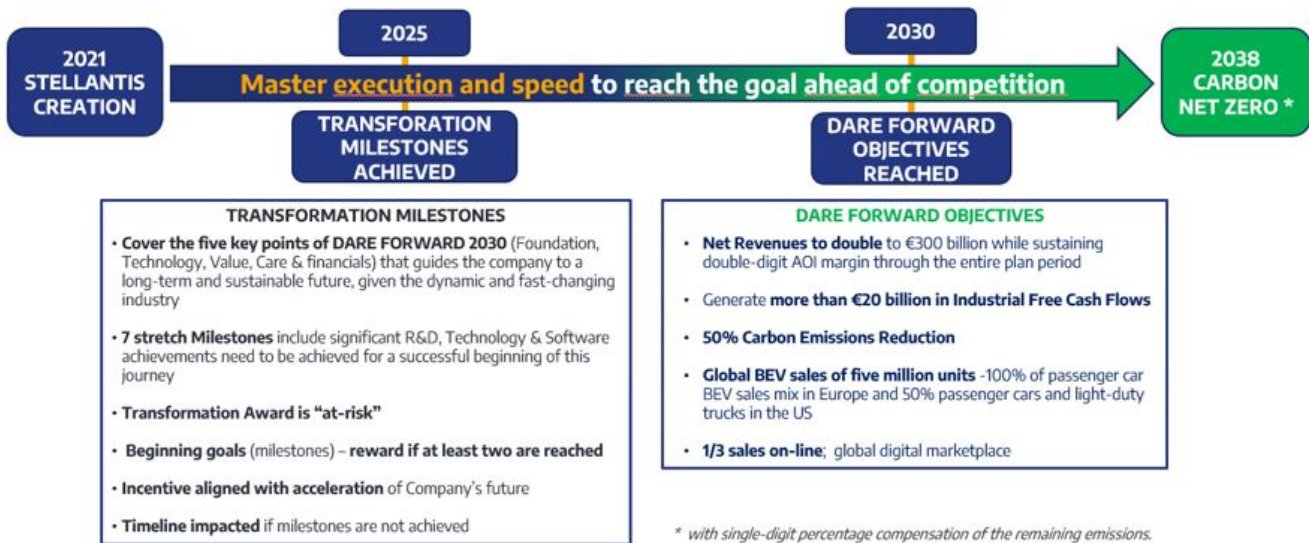 2021
STELLANTIS
CREATION
2025
2030
2038
CARBON
NET ZERO *
Master execution and speed to reach the goal ahead of competition
TRANSFORATION
MILESTONES
ACHIEVED
DARE FORWARD
OBJECTIVES
REACHED
TRANSFORMATION MILESTONES
• Cover the five key points of DARE FORWARD 2030 (Foundation,
Technology, Value, Care & financials) that guides the company to a
long-term and sustainable future, given the dynamic and fast-changing
industry
• 7 stretch Milestones include significant R&D, Technology & Software
achievements need to be achieved for a successful beginning of this
journey
• Transformation Award is “at-risk”
• Beginning goals (milestones) – reward if at least two are reached
• Incentive aligned with acceleration of Company’s future
• Timeline impacted if milestones are not achieved
DARE FORWARD OBJECTIVES
• Net Revenues to double to €300 billion while sustaining
double-digit AOI margin through the entire plan period
• Generate more than €20 billion in Industrial Free Cash Flows
• 50% Carbon Emissions Reduction
• Global BEV sales of five million units -100% of passenger car
BEV sales mix in Europe and 50% passenger cars and light-duty
trucks in the US
• 1/3 sales on-line; global digital marketplace
* with single-digit percentage compensation of the remaining emissions.